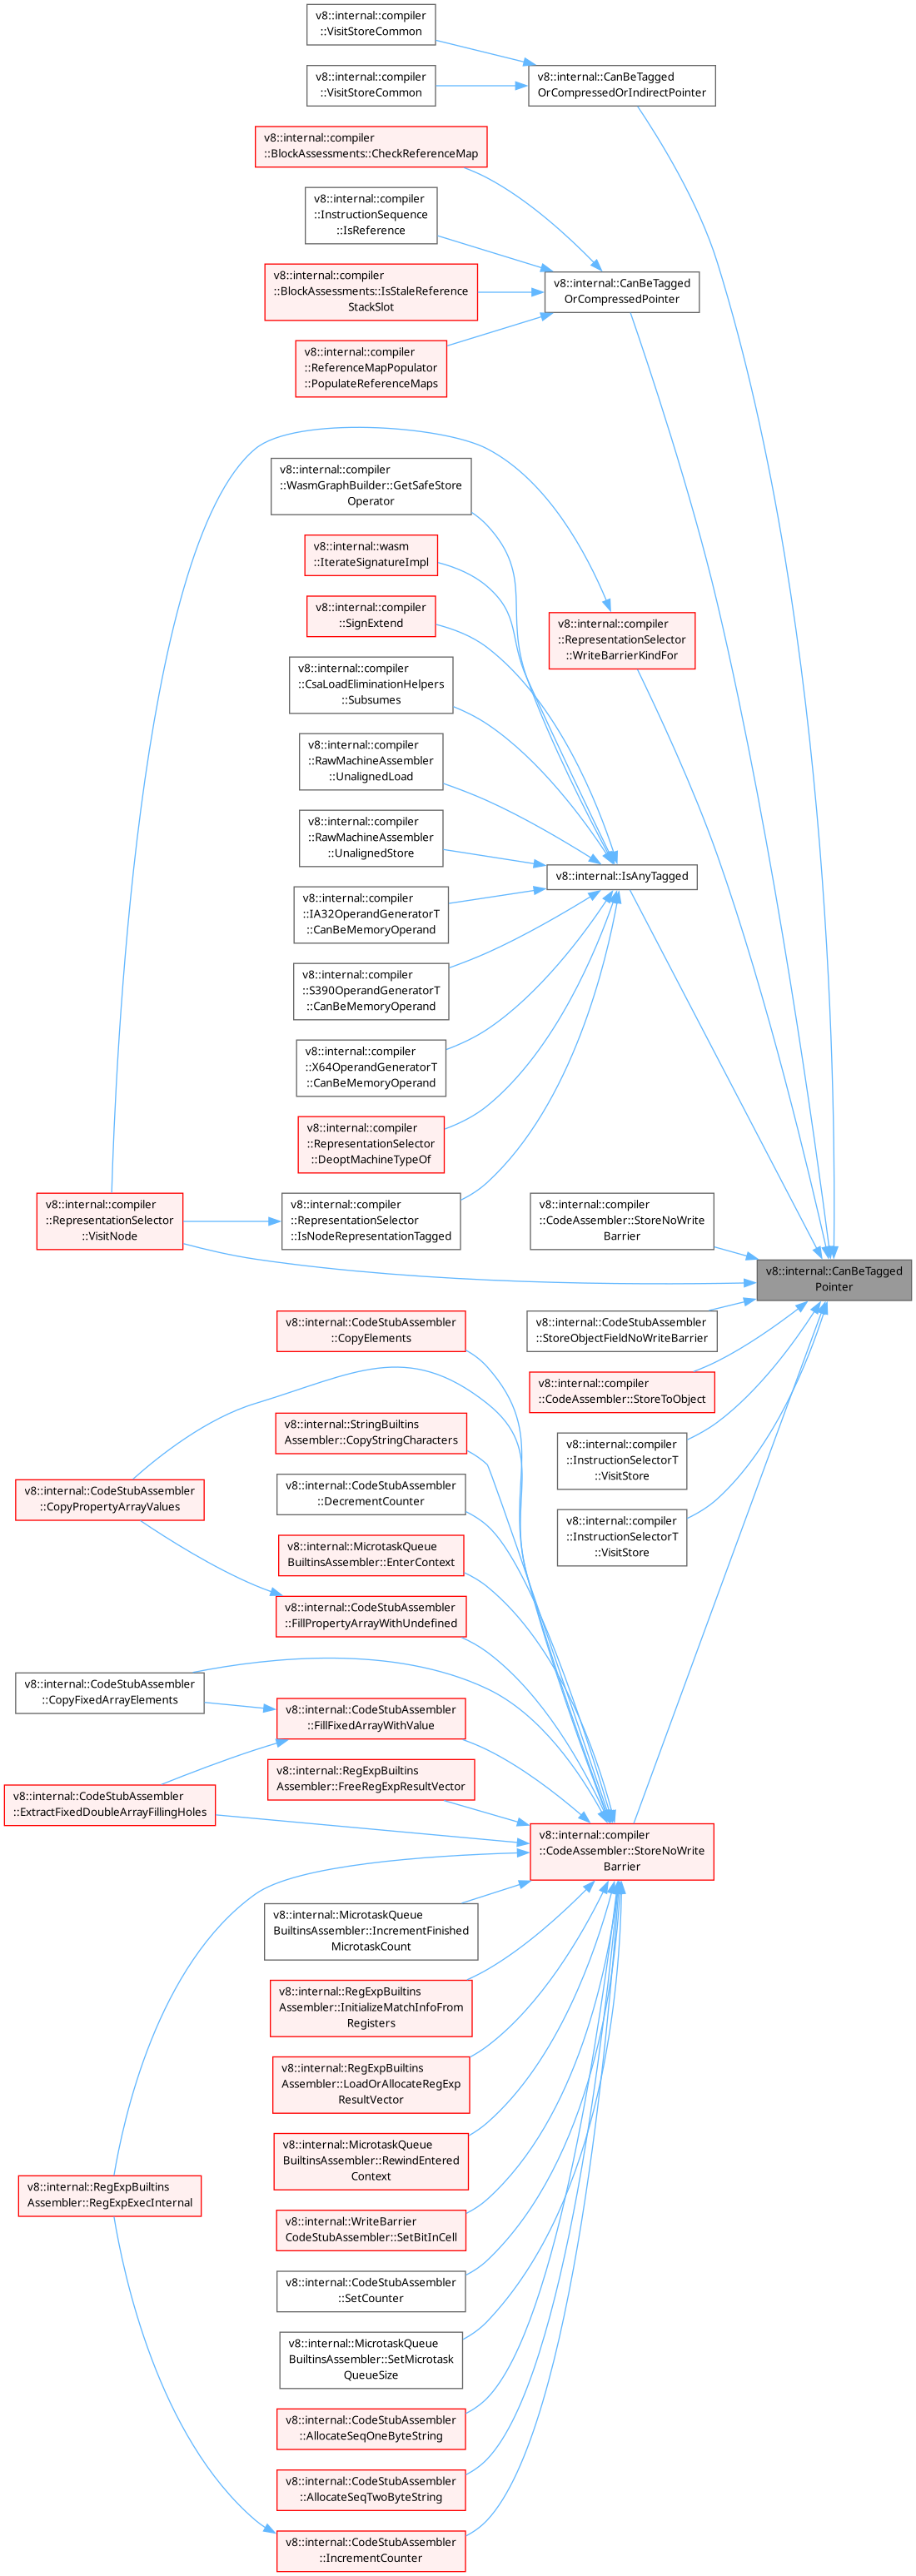 v8::internal::compiler
::VisitStoreCommon
v8::internal::compiler
::VisitStoreCommon
v8::internal::CanBeTagged
OrCompressedOrIndirectPointer
v8::internal::compiler
::BlockAssessments::CheckReferenceMap
v8::internal::compiler
::InstructionSequence
::IsReference
v8::internal::compiler
::BlockAssessments::IsStaleReference
StackSlot
v8::internal::CanBeTagged
OrCompressedPointer
v8::internal::compiler
::ReferenceMapPopulator
::PopulateReferenceMaps
v8::internal::compiler
::WasmGraphBuilder::GetSafeStore
Operator
v8::internal::wasm
::IterateSignatureImpl
v8::internal::compiler
::SignExtend
v8::internal::compiler
::RepresentationSelector
::WriteBarrierKindFor
v8::internal::compiler
::CsaLoadEliminationHelpers
::Subsumes
v8::internal::compiler
::RawMachineAssembler
::UnalignedLoad
v8::internal::compiler
::RawMachineAssembler
::UnalignedStore
v8::internal::IsAnyTagged
v8::internal::compiler
::IA32OperandGeneratorT
::CanBeMemoryOperand
v8::internal::compiler
::S390OperandGeneratorT
::CanBeMemoryOperand
v8::internal::compiler
::X64OperandGeneratorT
::CanBeMemoryOperand
v8::internal::compiler
::RepresentationSelector
::DeoptMachineTypeOf
v8::internal::compiler
::RepresentationSelector
::VisitNode
v8::internal::compiler
::RepresentationSelector
::IsNodeRepresentationTagged
v8::internal::compiler
::CodeAssembler::StoreNoWrite
Barrier
v8::internal::CanBeTagged
Pointer
v8::internal::CodeStubAssembler
::CopyElements
v8::internal::CodeStubAssembler
::StoreObjectFieldNoWriteBarrier
v8::internal::compiler
::CodeAssembler::StoreToObject
v8::internal::StringBuiltins
Assembler::CopyStringCharacters
v8::internal::compiler
::InstructionSelectorT
::VisitStore
v8::internal::CodeStubAssembler
::CopyPropertyArrayValues
v8::internal::CodeStubAssembler
::DecrementCounter
v8::internal::compiler
::InstructionSelectorT
::VisitStore
v8::internal::MicrotaskQueue
BuiltinsAssembler::EnterContext
v8::internal::CodeStubAssembler
::FillPropertyArrayWithUndefined
v8::internal::CodeStubAssembler
::CopyFixedArrayElements
v8::internal::CodeStubAssembler
::FillFixedArrayWithValue
v8::internal::RegExpBuiltins
Assembler::FreeRegExpResultVector
v8::internal::CodeStubAssembler
::ExtractFixedDoubleArrayFillingHoles
v8::internal::compiler
::CodeAssembler::StoreNoWrite
Barrier
v8::internal::MicrotaskQueue
BuiltinsAssembler::IncrementFinished
MicrotaskCount
v8::internal::RegExpBuiltins
Assembler::InitializeMatchInfoFrom
Registers
v8::internal::RegExpBuiltins
Assembler::LoadOrAllocateRegExp
ResultVector
v8::internal::MicrotaskQueue
BuiltinsAssembler::RewindEntered
Context
v8::internal::RegExpBuiltins
Assembler::RegExpExecInternal
v8::internal::WriteBarrier
CodeStubAssembler::SetBitInCell
v8::internal::CodeStubAssembler
::SetCounter
v8::internal::MicrotaskQueue
BuiltinsAssembler::SetMicrotask
QueueSize
v8::internal::CodeStubAssembler
::AllocateSeqOneByteString
v8::internal::CodeStubAssembler
::AllocateSeqTwoByteString
v8::internal::CodeStubAssembler
::IncrementCounter